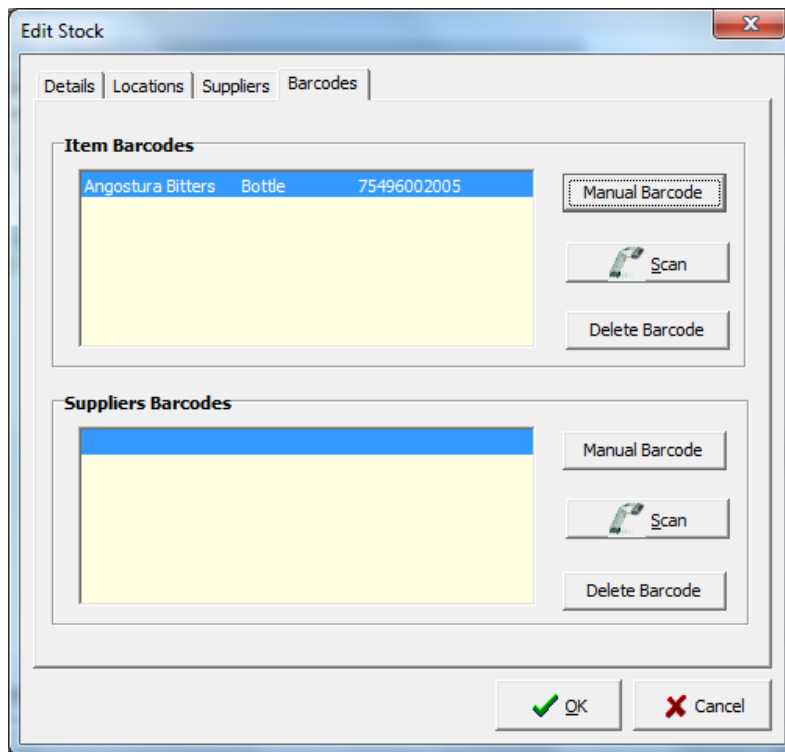 Edit Stock
Details Locations Suppliers Barcodes
Item Barcodes
Angostura Bitters Bottle 75496002005
Manual Barcode
Scan
Delete Barcode
Suppliers Barcodes
Manual Barcode
Scan
Delete Barcode
OK Cancel